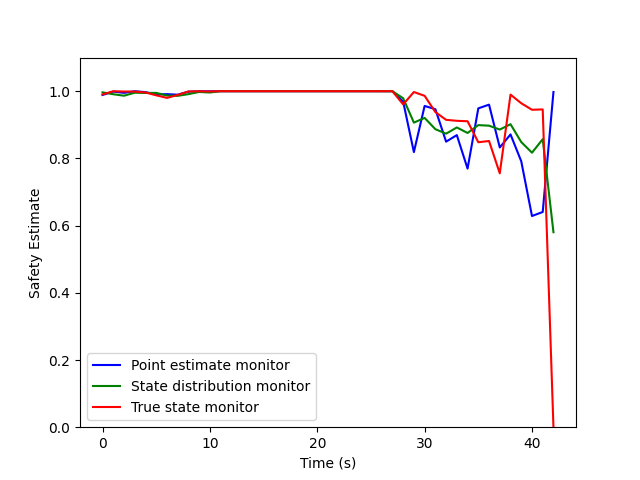 1.0
0.8
0.6
0.4
0.2
0.0
Safety Estimate
Point estimate monitor
State distribution monitor
True state monitor
0 10 20 30 40
Time (s)